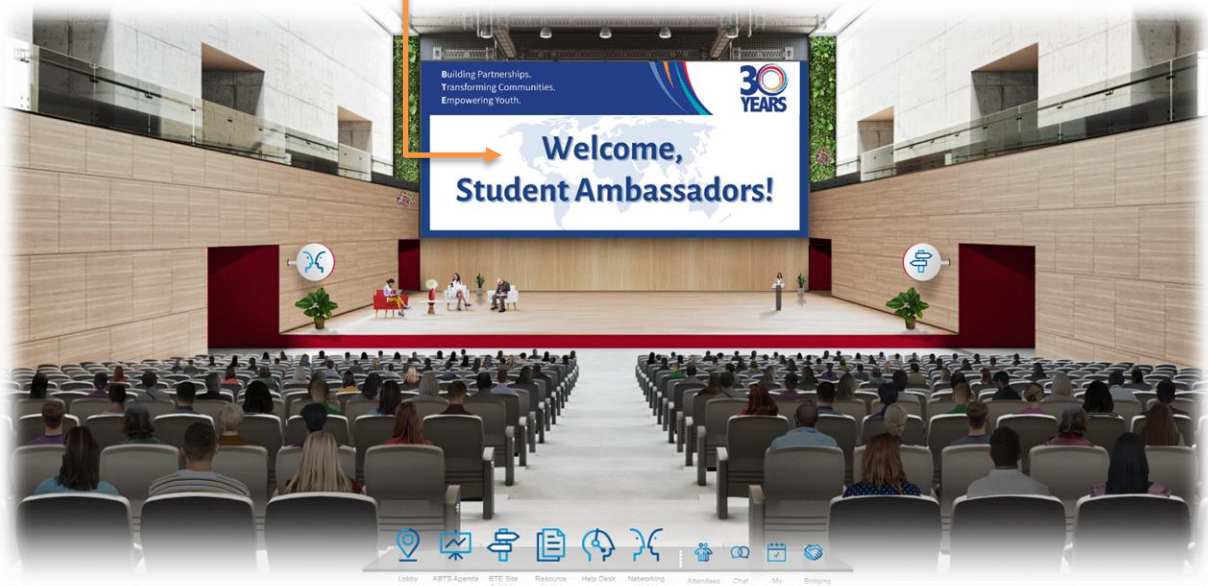 Building Partnerships.
Transforming Communities.
Empowering Youth.
30
YEARS
Welcome,
Student Ambassadors!
Lobby
ABTS Agenda
BTE Site
Resource
Help Desk
Networking
Attendees
Chat
My
Bridging